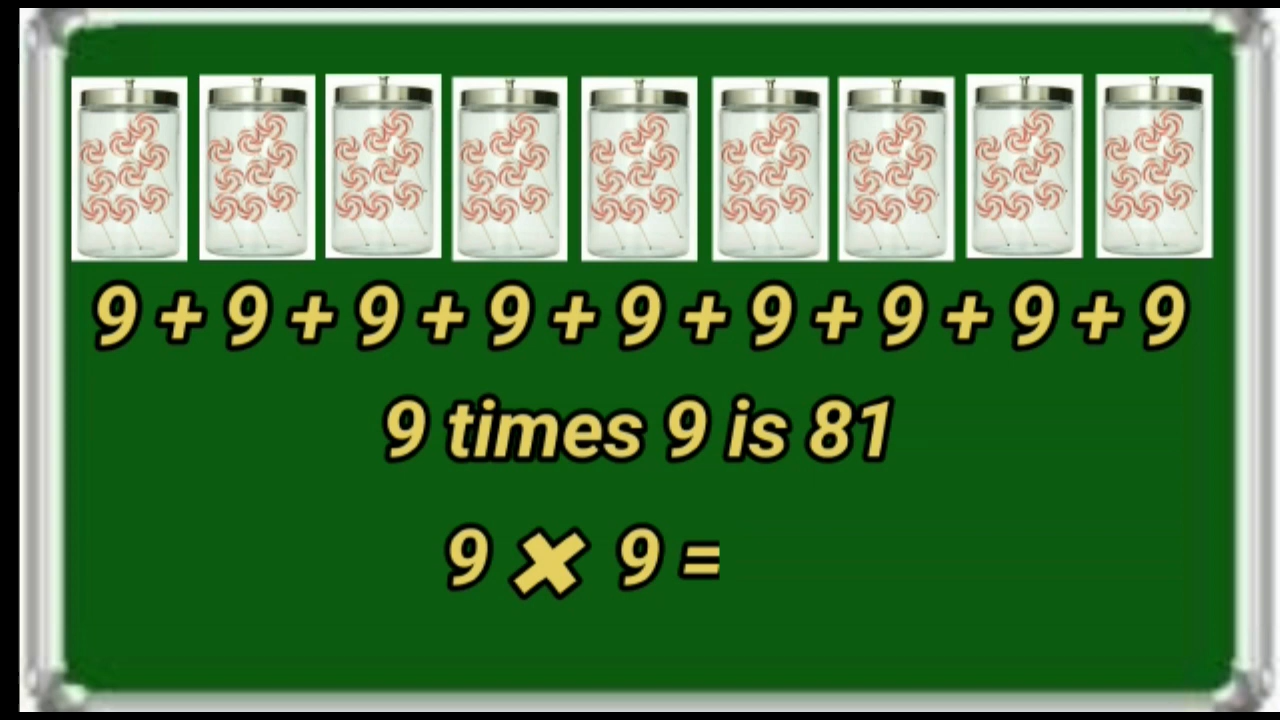 9 + 9 + 9 + 9 + 9 + 9 + 9 + 9 + 9
9 times 9 is 81
9 ✖ 9 =